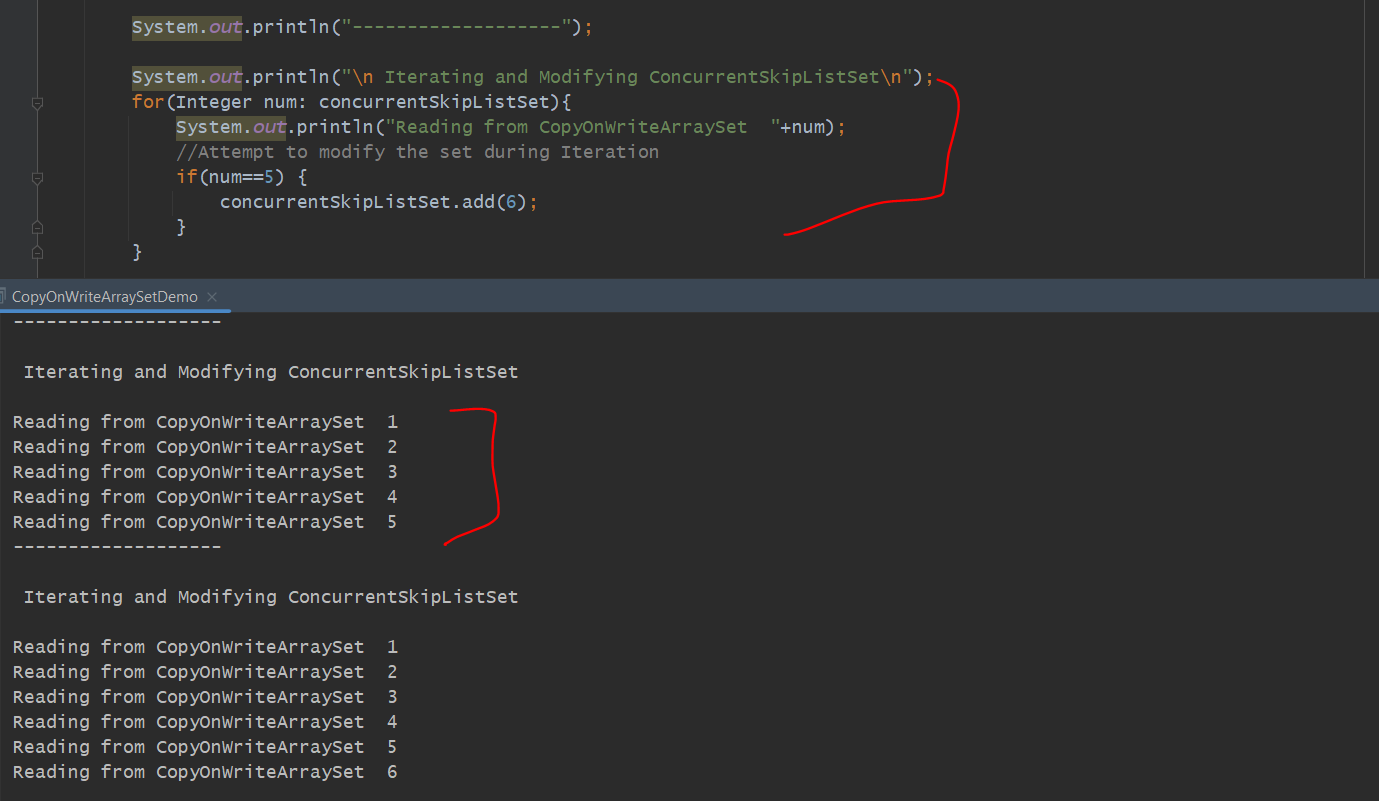 System.out.println("-------------------");
System.out.println("\n Iterating and Modifying ConcurrentSkipListSet\n");
for(Integer num: concurrentSkipListSet){
System.out.println("Reading from CopyOnWriteArraySet  "+num);
//Attempt to modify the set during Iteration
if(num==5) {
concurrentSkipListSet.add(6);
}
}
CopyOnWriteArraySetDemo ×
-------------------
Iterating and Modifying ConcurrentSkipListSet
Reading from CopyOnWriteArraySet  1
Reading from CopyOnWriteArraySet  2
Reading from CopyOnWriteArraySet  3
Reading from CopyOnWriteArraySet  4
Reading from CopyOnWriteArraySet  5
-------------------
Iterating and Modifying ConcurrentSkipListSet
Reading from CopyOnWriteArraySet  1
Reading from CopyOnWriteArraySet  2
Reading from CopyOnWriteArraySet  3
Reading from CopyOnWriteArraySet  4
Reading from CopyOnWriteArraySet  5
Reading from CopyOnWriteArraySet  6